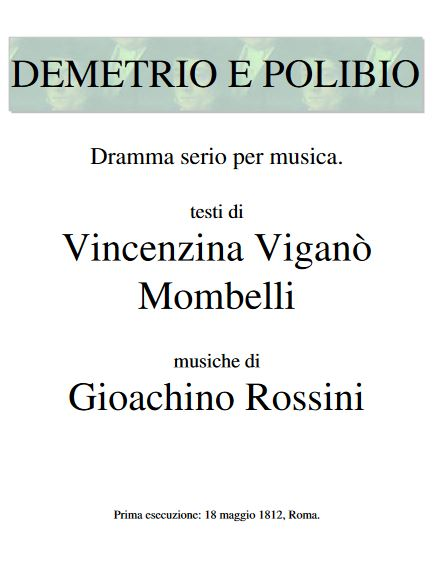 DEMETRIO E POLIBIO
Dramma serio per musica.
testi di
Vincenzina Viganò
Mombelli
musiche di
Gioachino Rossini
Prima esecuzione: 18 maggio 1812, Roma.